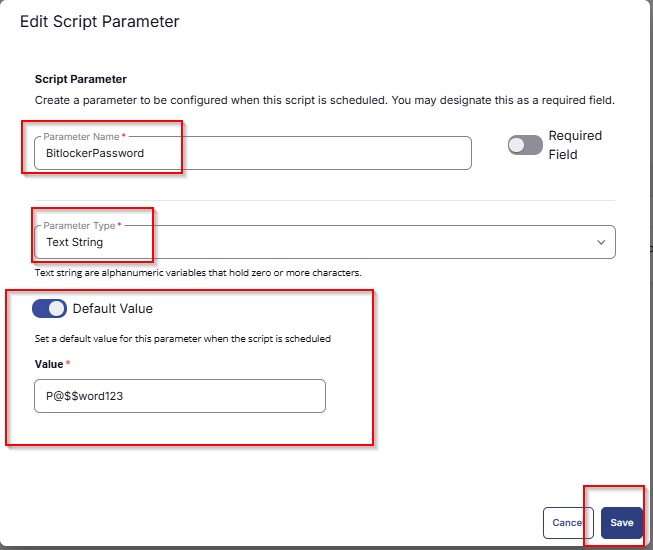 Edit Script Parameter
Script Parameter
Create a parameter to be configured when this script is scheduled. You may designate this as a required field.
Parameter Name *
BitlockerPassword
Required
Field
Parameter Type *
Text String
Text string are alphanumeric variables that hold zero or more characters.
Default Value
Set a default value for this parameter when the script is scheduled
Value *
P@$$word123
Cancel
Save